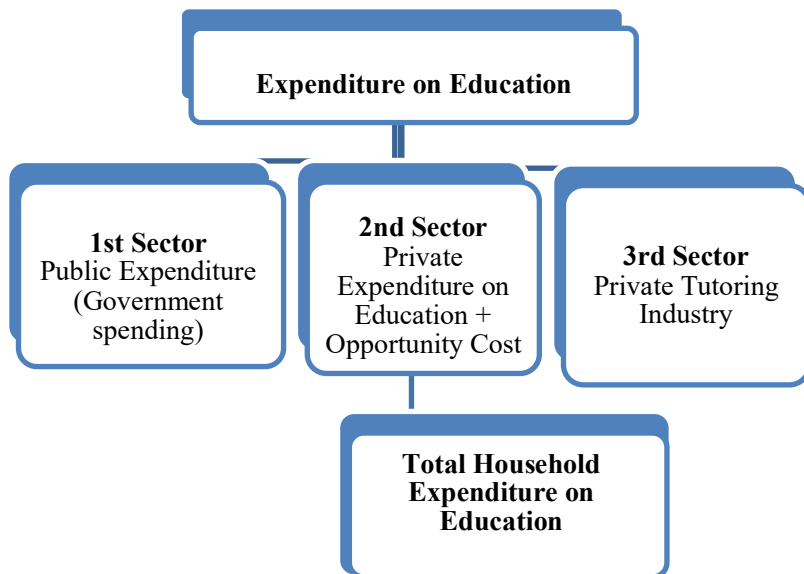 Expenditure on Education
1st Sector
Public Expenditure
(Government
spending)
2nd Sector
Private
Expenditure on
Education +
Opportunity Cost
3rd Sector
Private Tutoring
Industry
Total Household
Expenditure on
Education